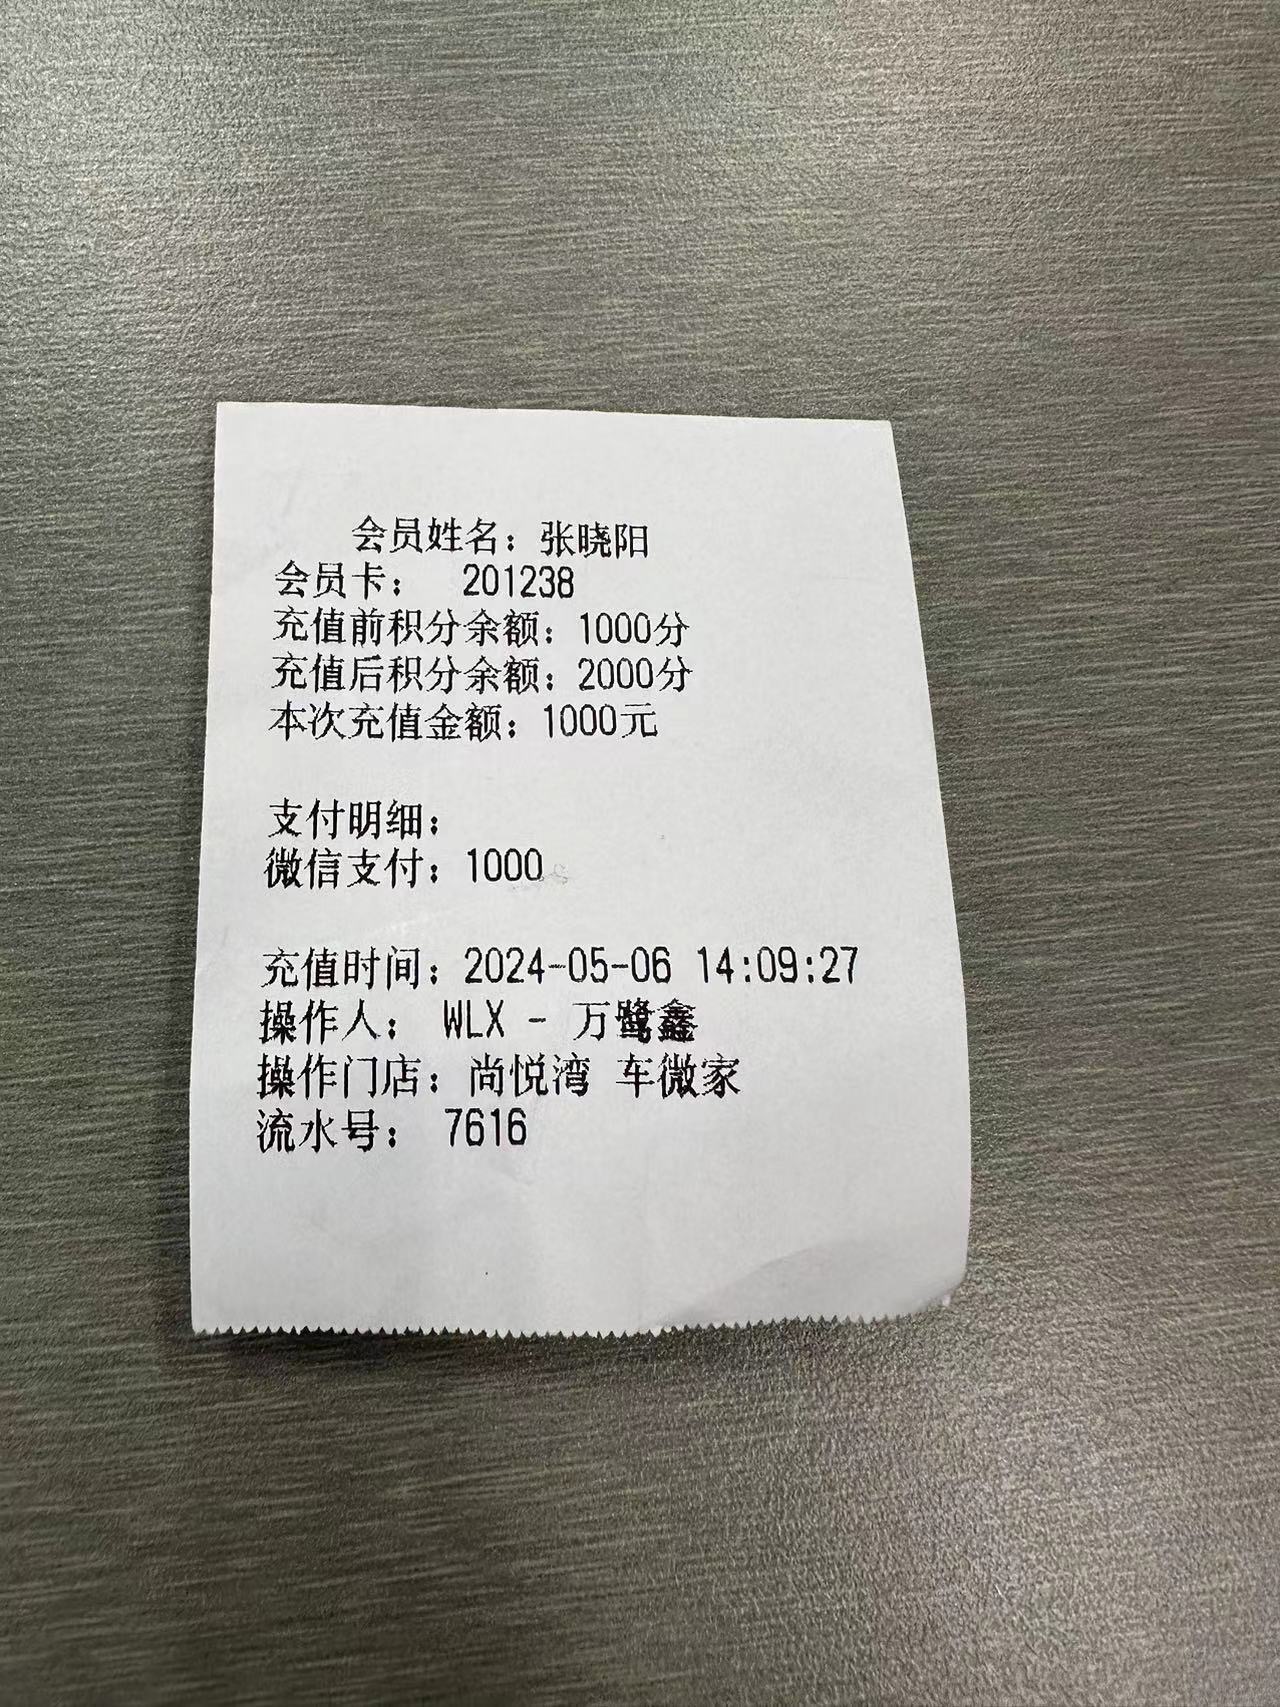 会员姓名：张晓阳
会员卡： 201238
充值前积分余额：1000分
充值后积分余额：2000分
本次充值金额：1000元
支付明细：
微信支付：1000
充值时间：2024-05-06 14:09:27
操作人： WLX - 万鹭鑫
操作门店：尚悦湾 车微家
流水号： 7616